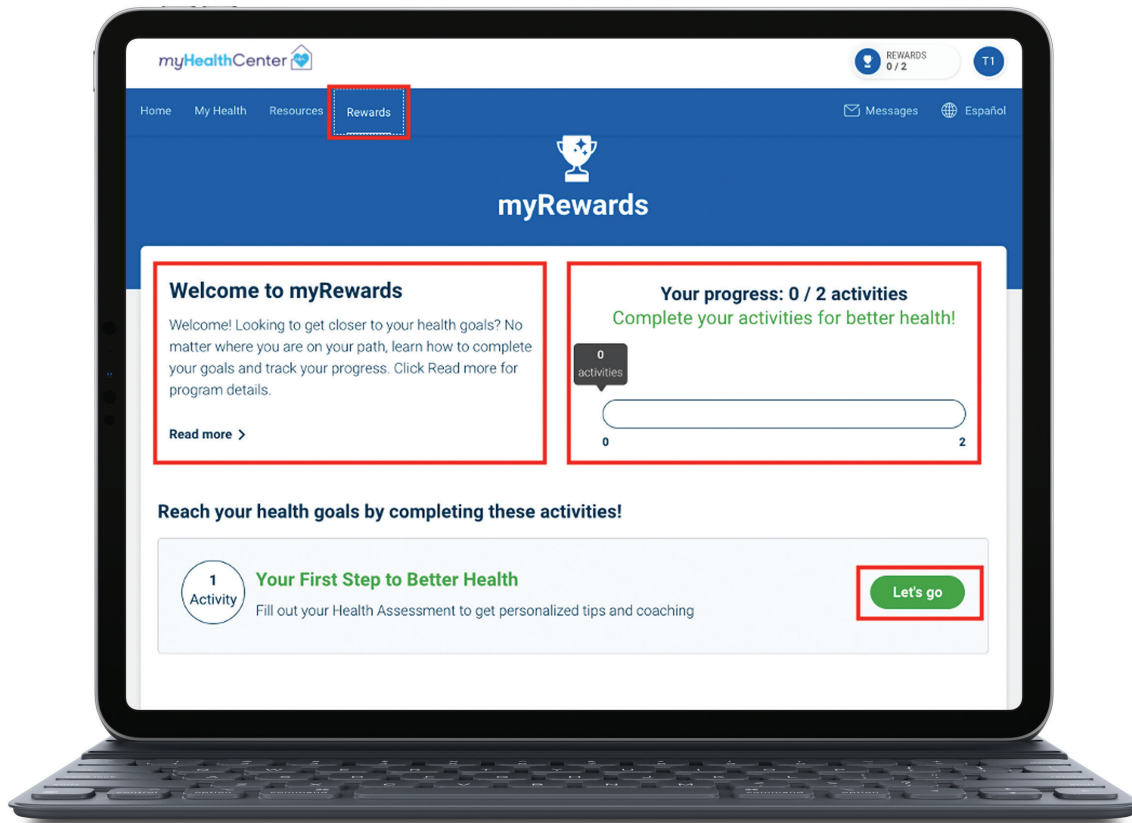 myHealthCenter
REWARDS
0 / 2
T1
Home My Health Resources Rewards
Messages Español
myRewards
Welcome to myRewards
Welcome! Looking to get closer to your health goals? No
matter where you are on your path, learn how to complete
your goals and track your progress. Click Read more for
program details.
Read more >
Your progress: 0 / 2 activities
Complete your activities for better health!
0
activities
0 2
Reach your health goals by completing these activities!
1
Activity
Your First Step to Better Health
Fill out your Health Assessment to get personalized tips and coaching
Let's go